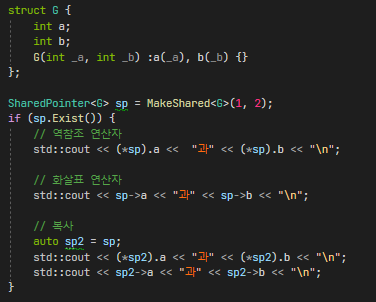 struct G {
int a;
int b;
G(int _a, int _b) :a(_a), b(_b) {}
};
SharedPointer<G> sp = MakeShared<G>(1, 2);
if (sp.Exist()) {
// 역참조 연산자
std::cout << (*sp).a << "과" << (*sp).b << "\n";
// 화살표 연산자
std::cout << sp->a << "과" << sp->b << "\n";
// 복사
auto sp2 = sp;
std::cout << (*sp2).a << "과" << (*sp2).b << "\n";
std::cout << sp2->a << "과" << sp2->b << "\n";
}